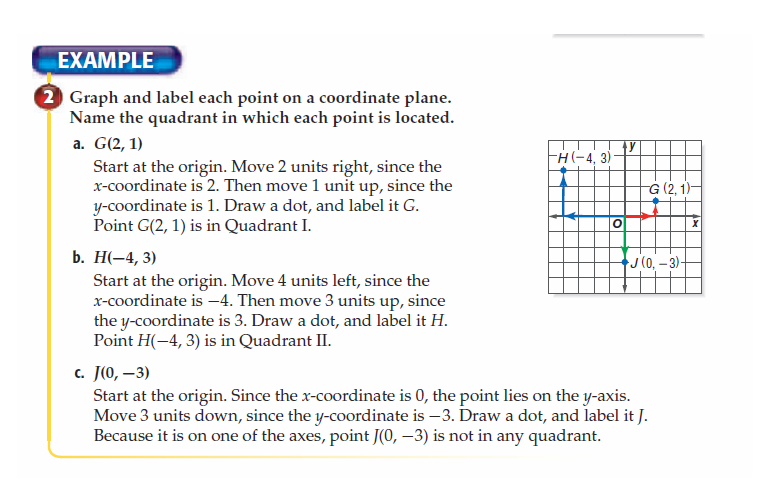 EXAMPLE
2 Graph and label each point on a coordinate plane.
Name the quadrant in which each point is located.
a. G(2, 1)
Start at the origin. Move 2 units right, since the
x-coordinate is 2. Then move 1 unit up, since the
y-coordinate is 1. Draw a dot, and label it G.
Point G(2, 1) is in Quadrant I.
b. H(−4, 3)
Start at the origin. Move 4 units left, since the
x-coordinate is −4. Then move 3 units up, since
the y-coordinate is 3. Draw a dot, and label it H.
Point H(−4, 3) is in Quadrant II.
c. J(0, −3)
Start at the origin. Since the x-coordinate is 0, the point lies on the y-axis.
Move 3 units down, since the y-coordinate is −3. Draw a dot, and label it J.
Because it is on one of the axes, point J(0, −3) is not in any quadrant.
y
H (−4, 3)
G (2, 1)
O
x
J (0, −3)